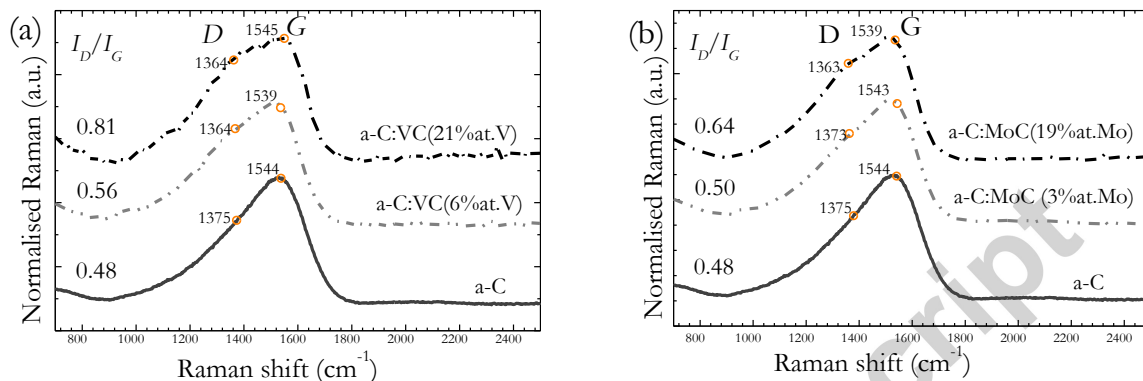 (a)
I_D/I_G
D
1545
G
1364
0.81
a-C:VC(21%at.V)
1539
1364
0.56
a-C:VC(6%at.V)
1544
1375
0.48
a-C
Normalised Raman (a.u.)
800 1000 1200 1400 1600 1800 2000 2200 2400
Raman shift (cm⁻¹)
(b)
I_D/I_G
D
1539
G
1363
0.64
a-C:MoC(19%at.Mo)
1543
1373
0.50
a-C:MoC (3%at.Mo)
1544
1375
0.48
a-C
Normalised Raman (a.u.)
800 1000 1200 1400 1600 1800 2000 2200 2400
Raman shift (cm⁻¹)
cript